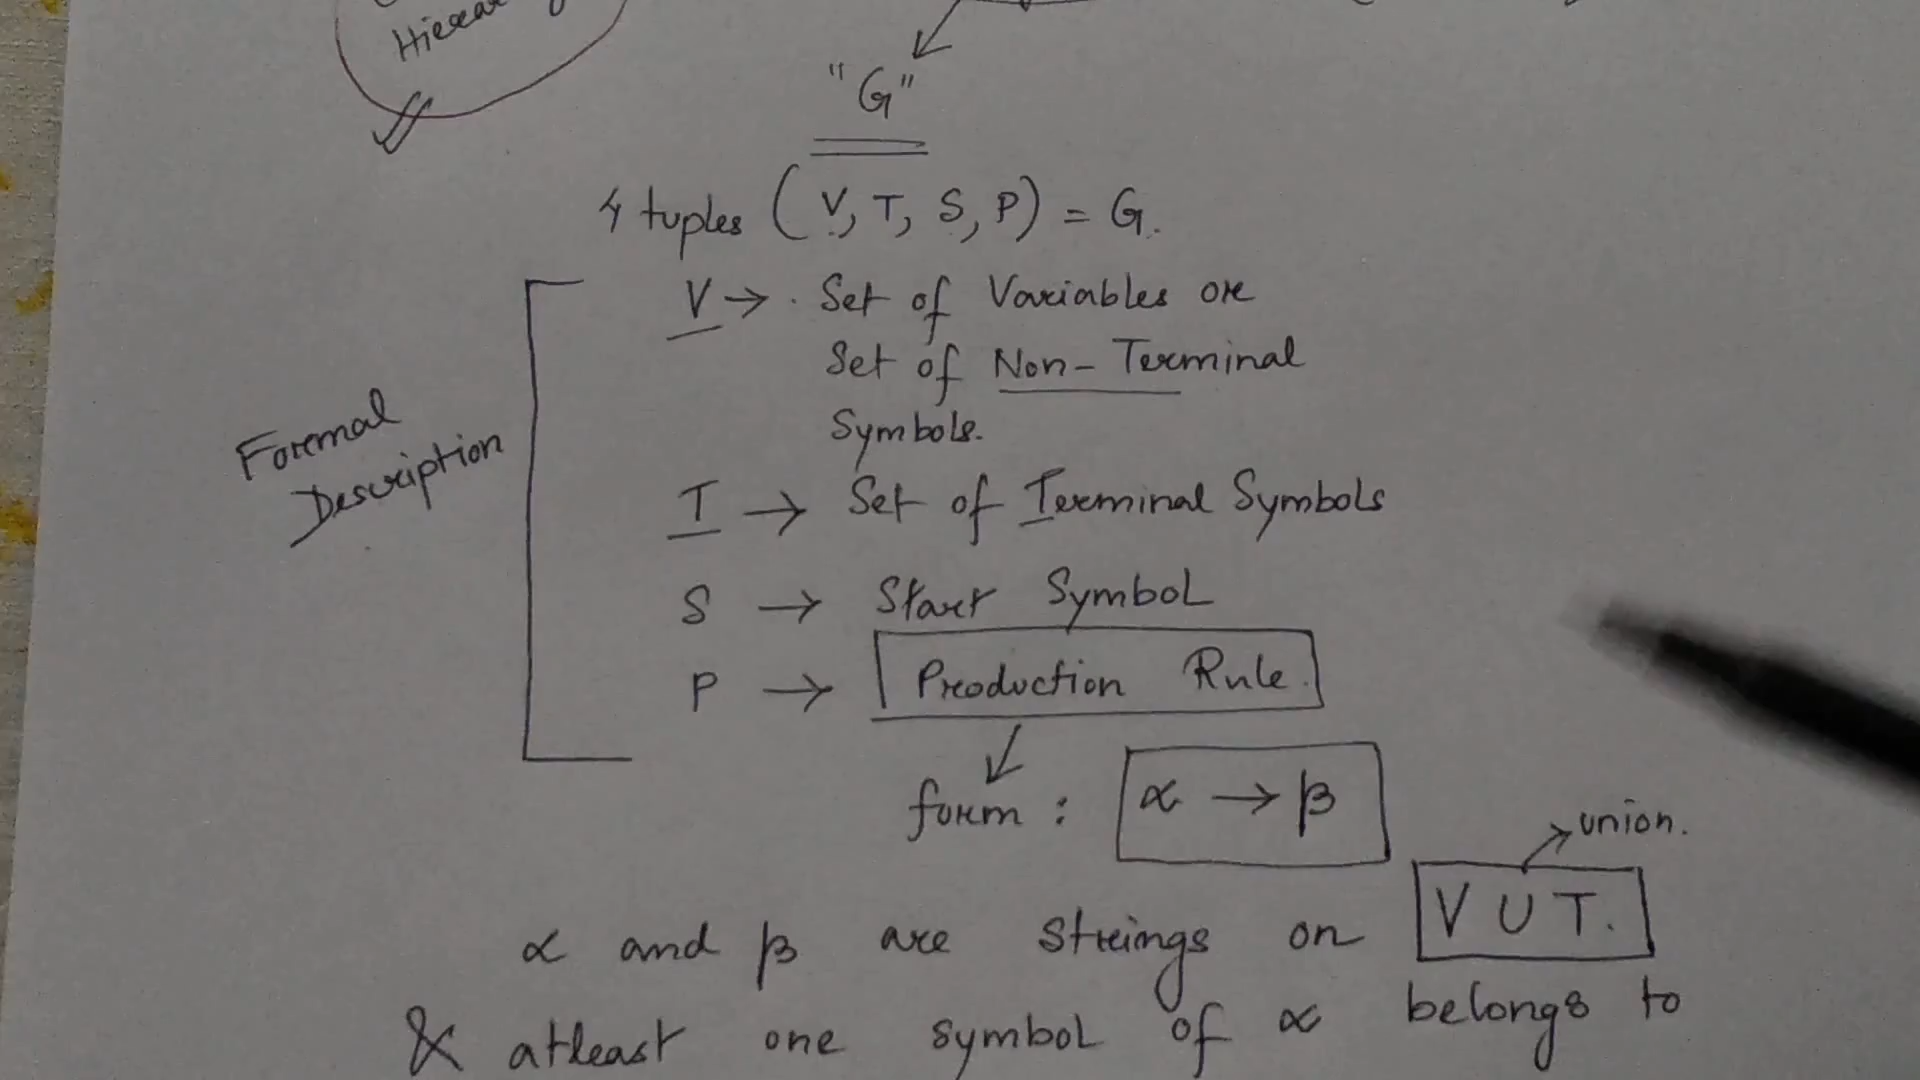 "G"
4 tuples (V, T, S, P) = G.
V → Set of Variables or
Set of Non-Terminal
Symbols.
Formal
Description
T → Set of Terminal Symbols
S → Start Symbol
P → Production Rule.
form : α → β
union.
α and β are strings on V U T.
& atleast one symbol of α belongs to